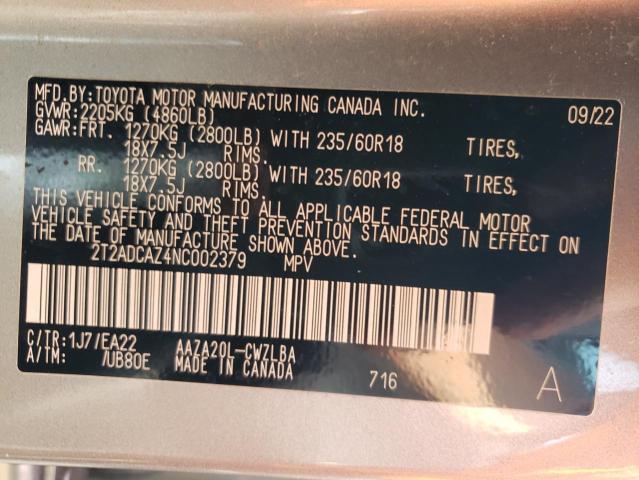 MFD.BY:TOYOTA MOTOR MANUFACTURING CANADA INC. 09/22
GVWR:2205KG (4860LB)
GAWR:FRT. 1270KG (2800LB) WITH 235/60R18 TIRES,
18X7.5J RIMS.
RR. 1270KG (2800LB) WITH 235/60R18 TIRES,
18X7.5J RIMS.
THIS VEHICLE CONFORMS TO ALL APPLICABLE FEDERAL MOTOR
VEHICLE SAFETY AND THEFT PREVENTION STANDARDS IN EFFECT ON
THE DATE OF MANUFACTURE SHOWN ABOVE.
2T2ADCAZ4NC002379 MPV
C/TR:1J7/EA22 AAZA20L-CWZLBA
A/TM: /UB80E MADE IN CANADA 716 A